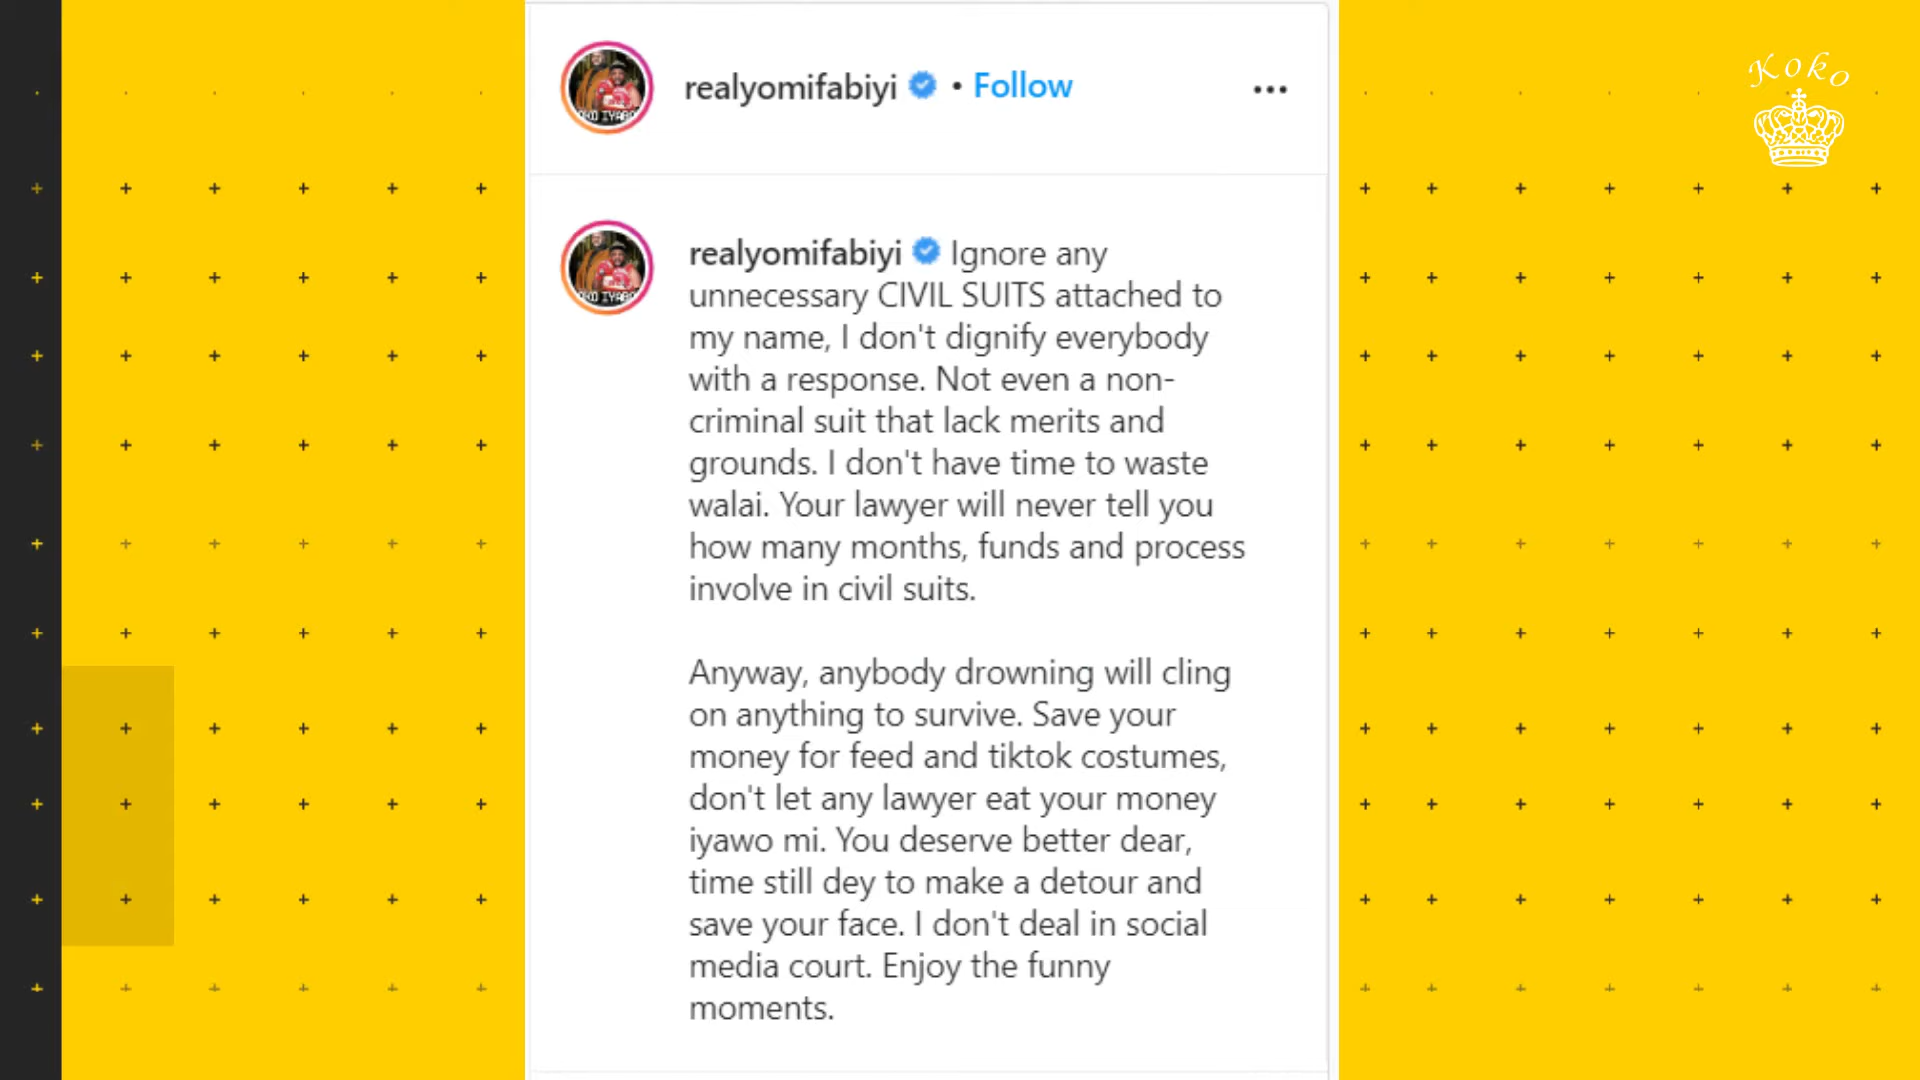 Koko
realyomifabiyi • Follow
OKO IYABO
realyomifabiyi Ignore any
unnecessary CIVIL SUITS attached to
my name, I don't dignify everybody
with a response. Not even a non-
criminal suit that lack merits and
grounds. I don't have time to waste
walai. Your lawyer will never tell you
how many months, funds and process
involve in civil suits.
Anyway, anybody drowning will cling
on anything to survive. Save your
money for feed and tiktok costumes,
don't let any lawyer eat your money
iyawo mi. You deserve better dear,
time still dey to make a detour and
save your face. I don't deal in social
media court. Enjoy the funny
moments.